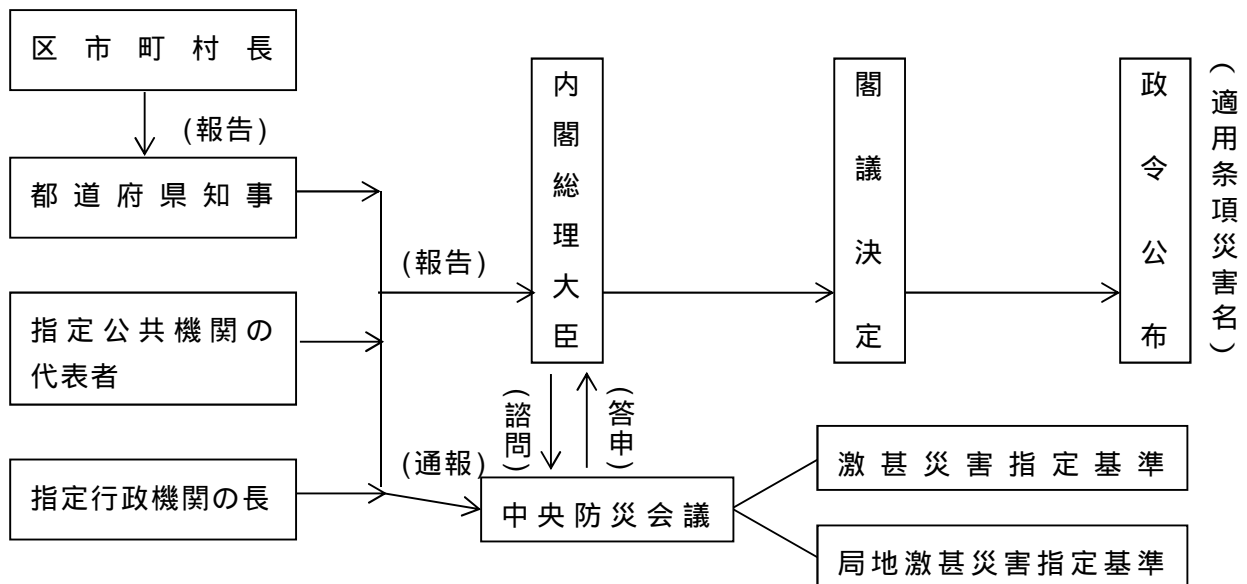 区市町村長
(報告)
都道府県知事
指定公共機関の
代表者
指定行政機関の長
(報告)
(通報)
内閣総理大臣
(諮問)
(答申)
中央防災会議
閣議決定
政令公布
(適用条項災害名)
激甚災害指定基準
局地激甚災害指定基準